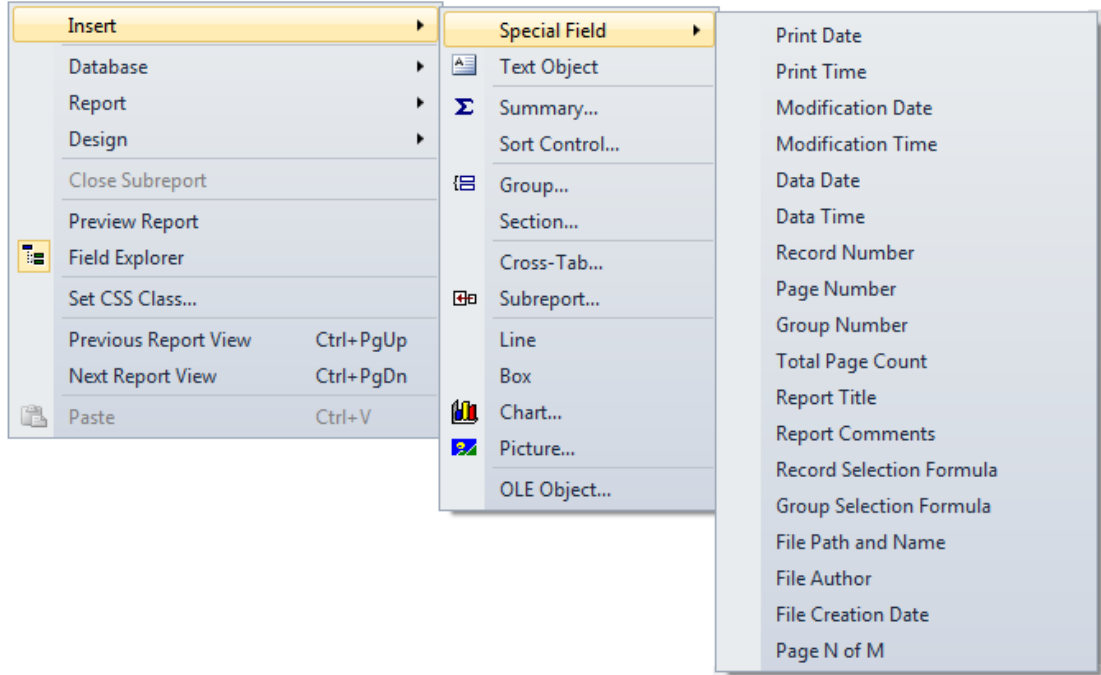 Insert
Database
Report
Design
Close Subreport
Preview Report
Field Explorer
Set CSS Class...
Previous Report View Ctrl+PgUp
Next Report View Ctrl+PgDn
Paste Ctrl+V
Special Field
Text Object
Summary...
Sort Control...
Group...
Section...
Cross-Tab...
Subreport...
Line
Box
Chart...
Picture...
OLE Object...
Print Date
Print Time
Modification Date
Modification Time
Data Date
Data Time
Record Number
Page Number
Group Number
Total Page Count
Report Title
Report Comments
Record Selection Formula
Group Selection Formula
File Path and Name
File Author
File Creation Date
Page N of M